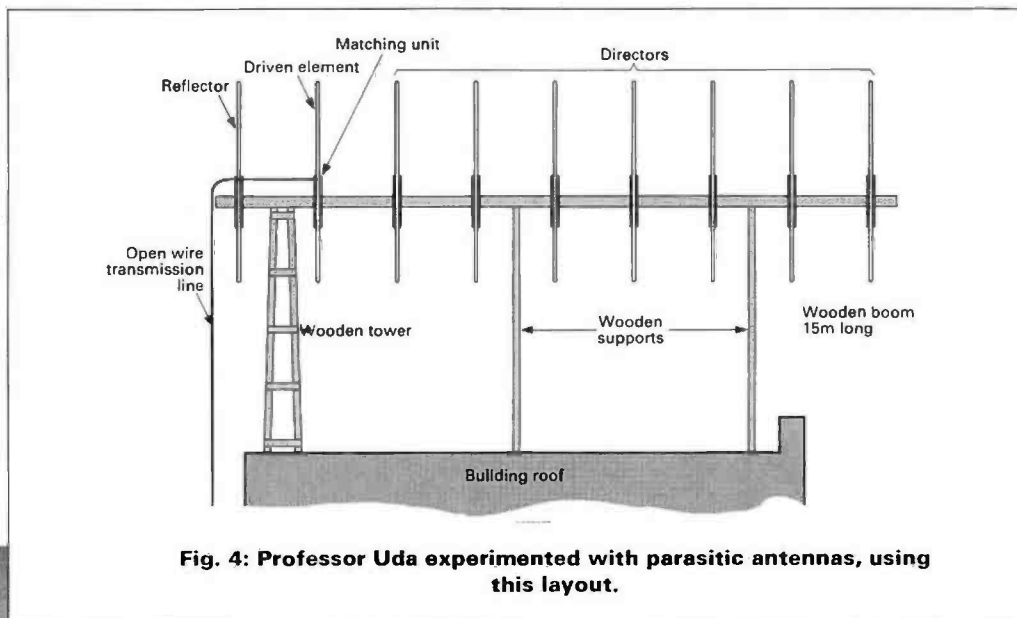 Matching unit
Driven element
Reflector
Directors
Open wire
transmission
line
Wooden tower
Wooden
supports
Wooden boom
15m long
Building roof
Fig. 4: Professor Uda experimented with parasitic antennas, using
this layout.